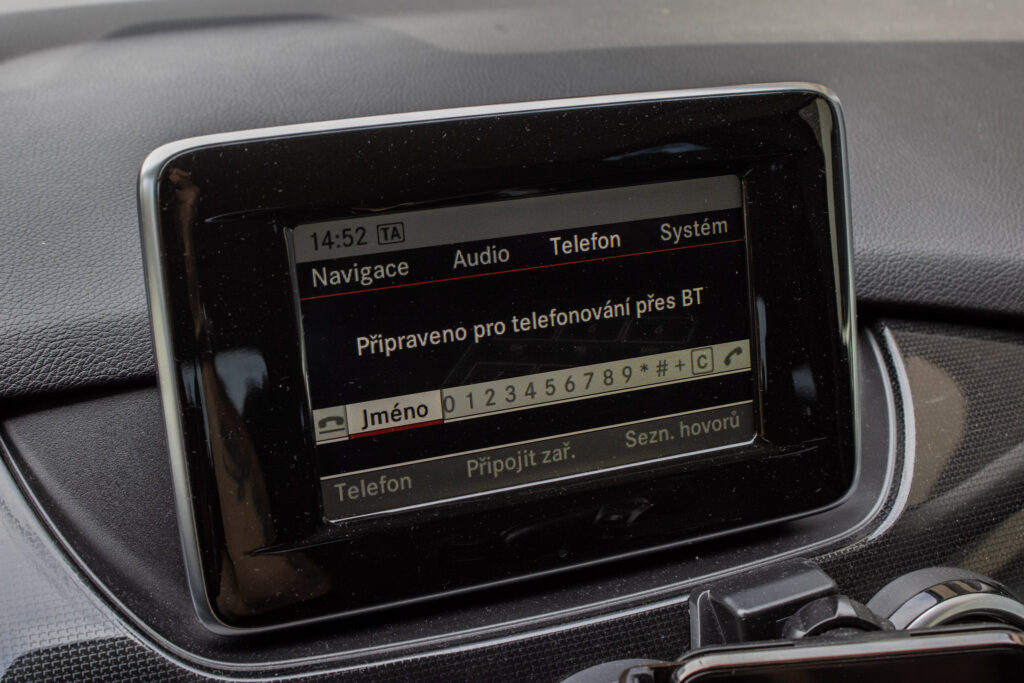 14:52 TA
Navigace Audio Telefon Systém
Připraveno pro telefonování přes BT
Jméno 0 1 2 3 4 5 6 7 8 9 * # + C
Telefon Připojit zař. Sezn. hovorů